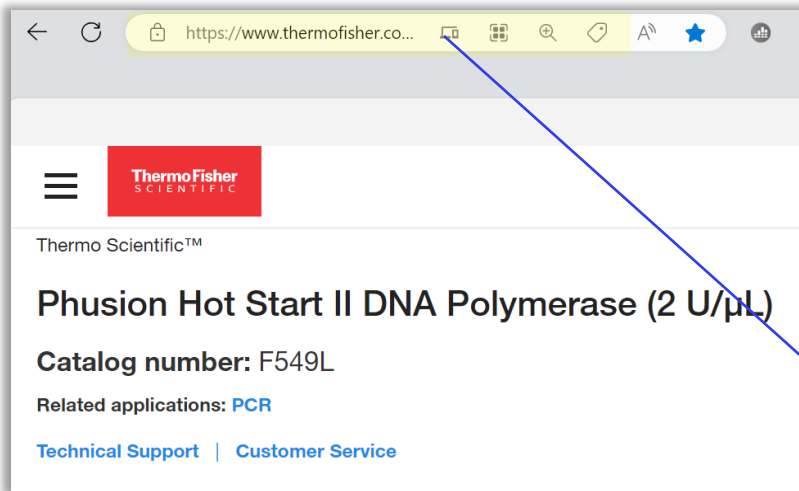 https://www.thermofisher.co...
ThermoFisher
SCIENTIFIC
Thermo Scientific™
Phusion Hot Start II DNA Polymerase (2 U/µL)
Catalog number: F549L
Related applications: PCR
Technical Support | Customer Service